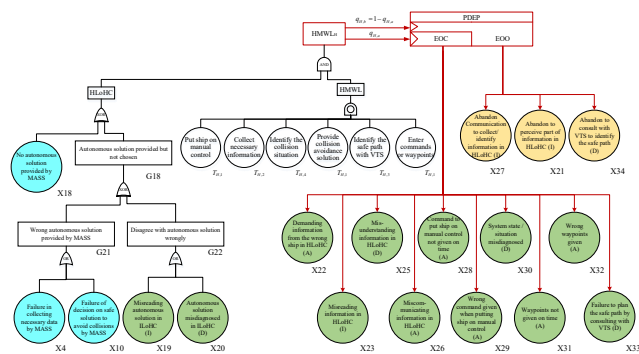 q_{H,b} = 1 - q_{H,a}
HMWL_H
q_{H,a}
PDEP
EOC
EOO
AND
HLoHC
HMWL
Put ship on
manual control
T_{H,1}
Collect
necessary
information
T_{H,2}
Identify the
collision
situation
Provide
collision
avoidance
solution
Identify the
safe path
with VTS
Enter
commands
or waypoints
Abandon
Communication
to collect/
identify
information in
HLoHC (I)
X27
Abandon to
perceive part of
information in
HLoHC (I)
X21
Abandon to
consult with
VTS to identify
the safe path
(D)
X34
No autonomous
solution
provided by
MASS
X18
Autonomous solution provided but
not chosen
G18
Wrong autonomous solution
provided by MASS
G21
Disagree with autonomous solution
wrongly
G22
OR
OR
Failure in
collecting
necessary
data by MASS
X4
Failure of
decision on safe
solution to
avoid collisions
by MASS
X10
Misreading
autonomous
solution in
ILoHC
(I)
X19
Autonomous
solution
misdiagnosed in
ILoHC (D)
X20
Demanding
information
from the wrong
ship in HLoHC
(A)
X22
Mis-
understanding
information in
HLoHC
(D)
X25
Command to
put ship on
manual control
not given on
time (A)
X28
System state /
situation
misdiagnosed
(D)
X30
Wrong
waypoints
given
(A)
X32
Misreading
information in
HLoHC
(I)
X23
Miscom-
municating
information in
HLoHC (A)
X26
Wrong
command given
when putting
ship on manual
control (A)
X29
Waypoints not
given on time
(A)
X31
Failure to plan
the safe path by
consulting with
VTS (D)
X33